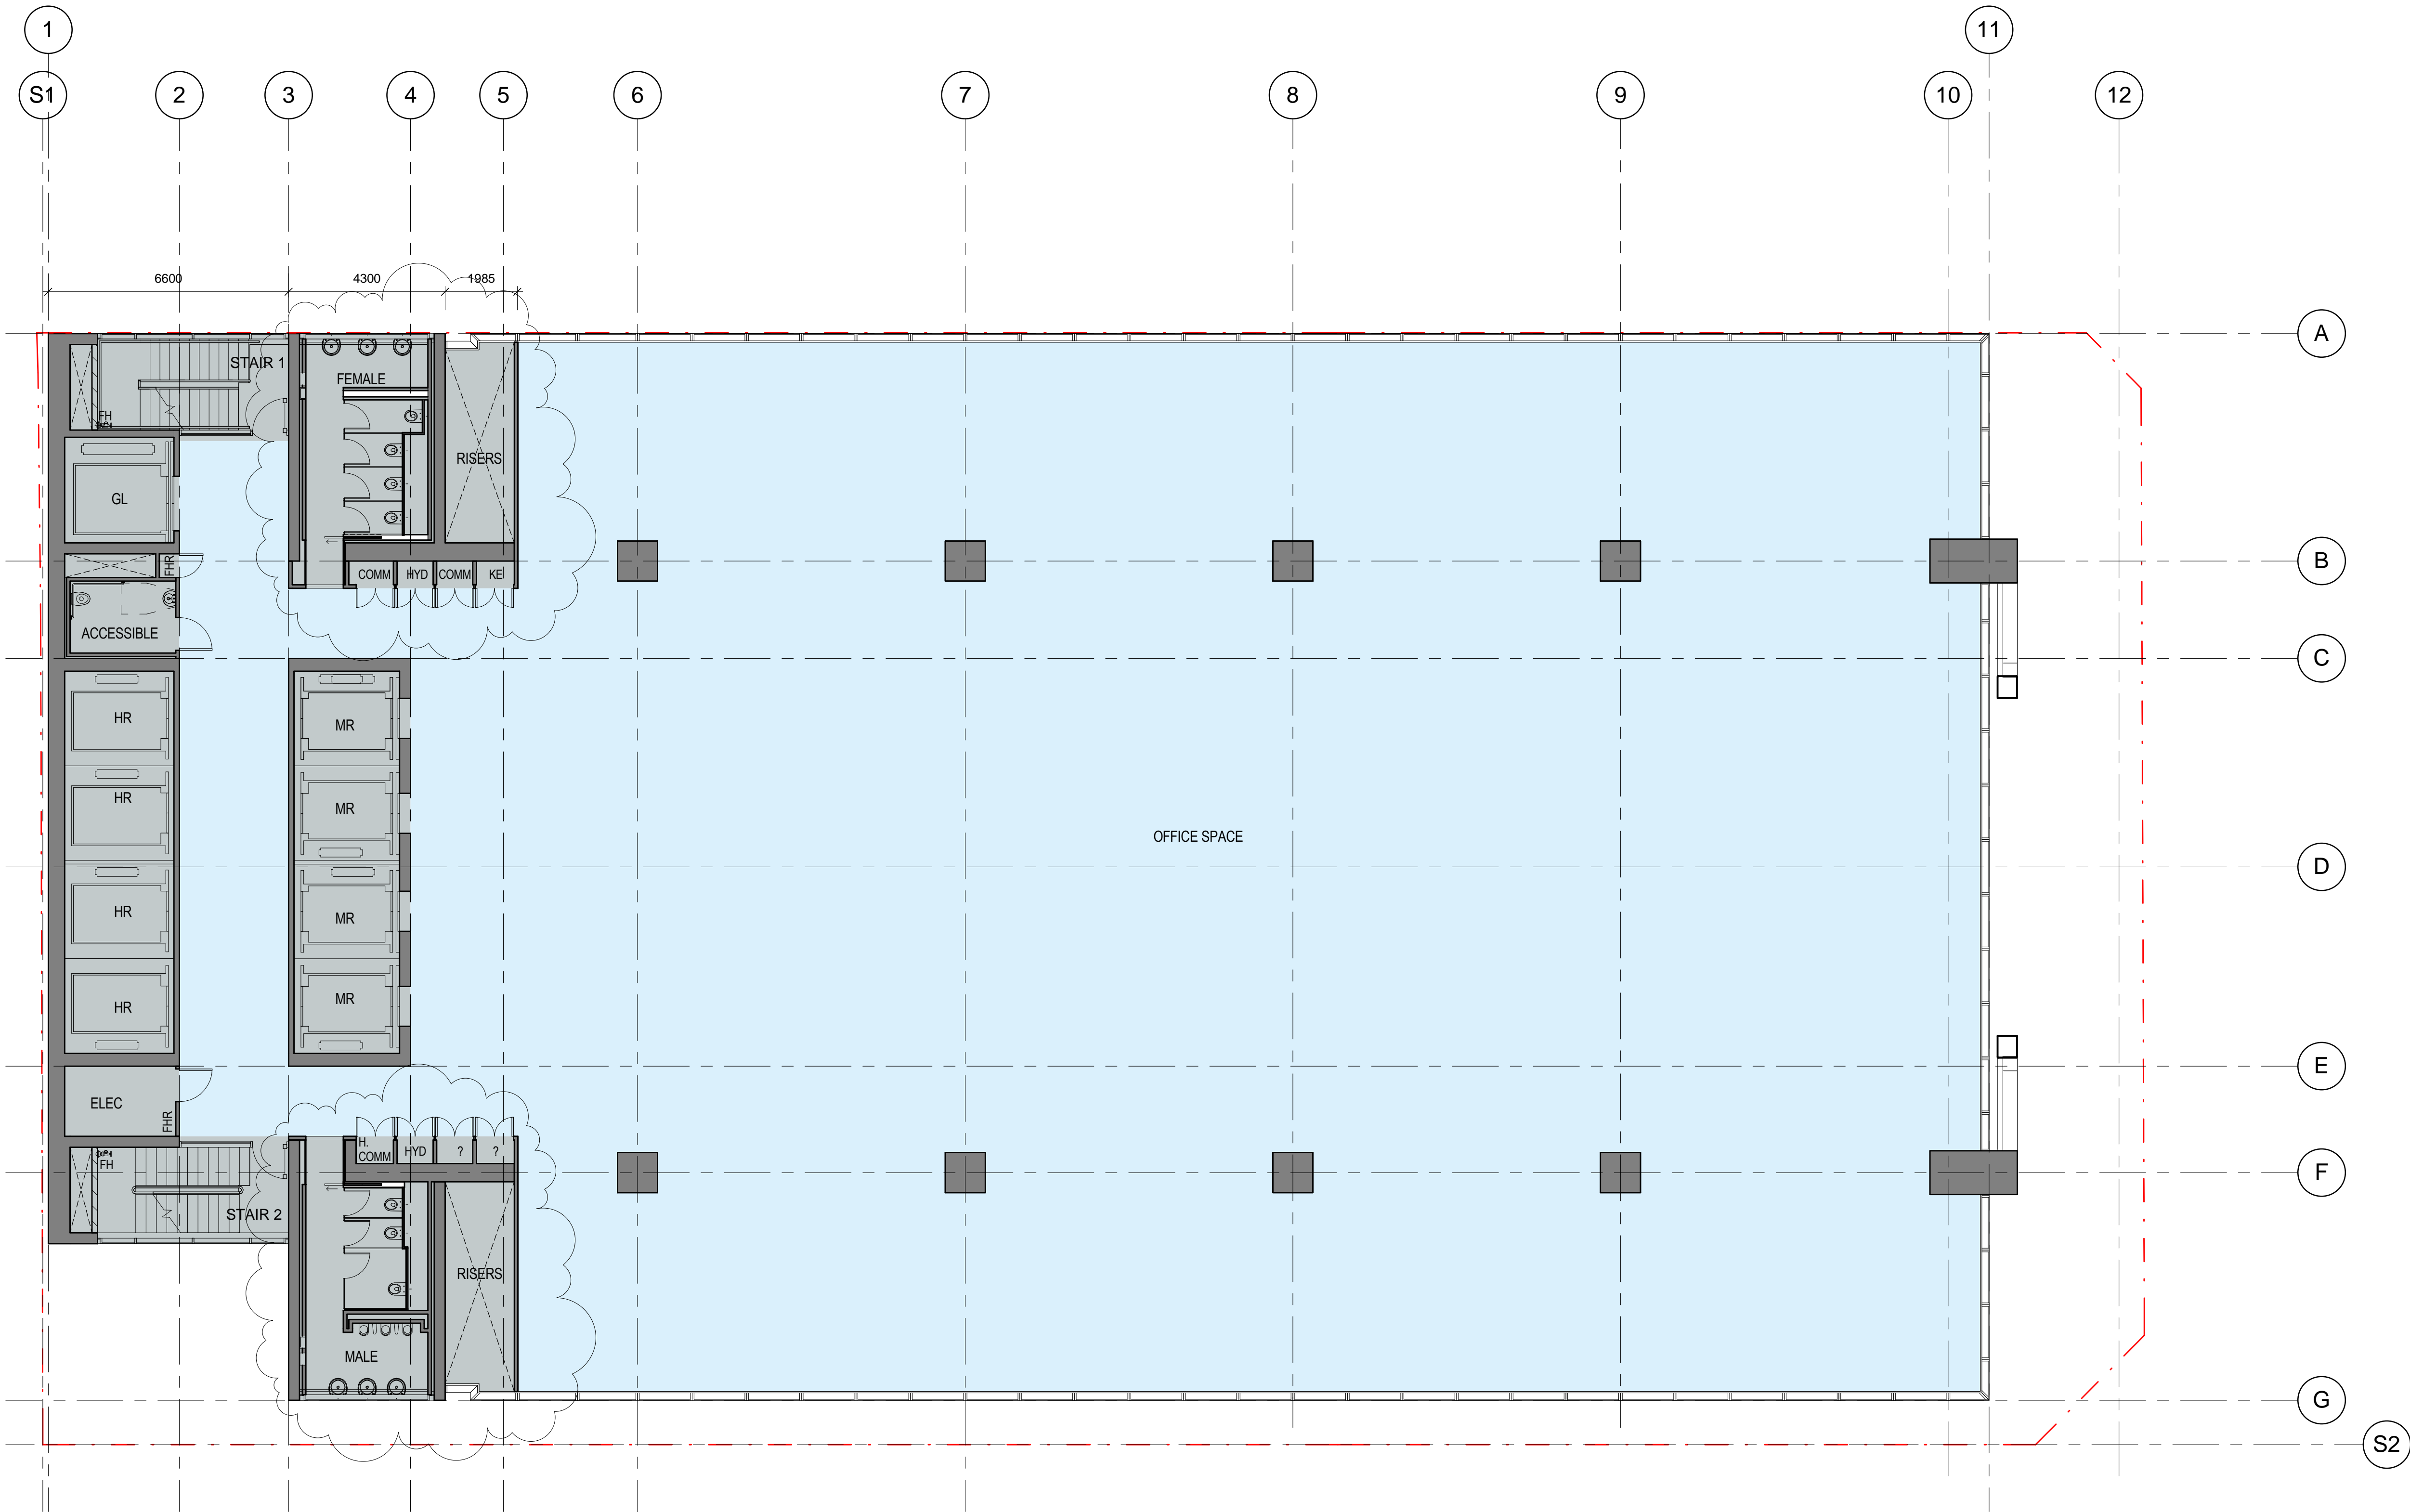 1
11
S1
2
3
4
5
6
7
8
9
10
12
6600
4300
1985
A
STAIR 1
FEMALE
FH
RISERS
GL
B
FHR
COMM
HYD
COMM
KE
ACCESSIBLE
C
HR
MR
HR
MR
OFFICE SPACE
D
HR
MR
HR
MR
E
ELEC
FHR
H.
COMM
HYD
?
?
FH
F
STAIR 2
RISERS
MALE
G
S2